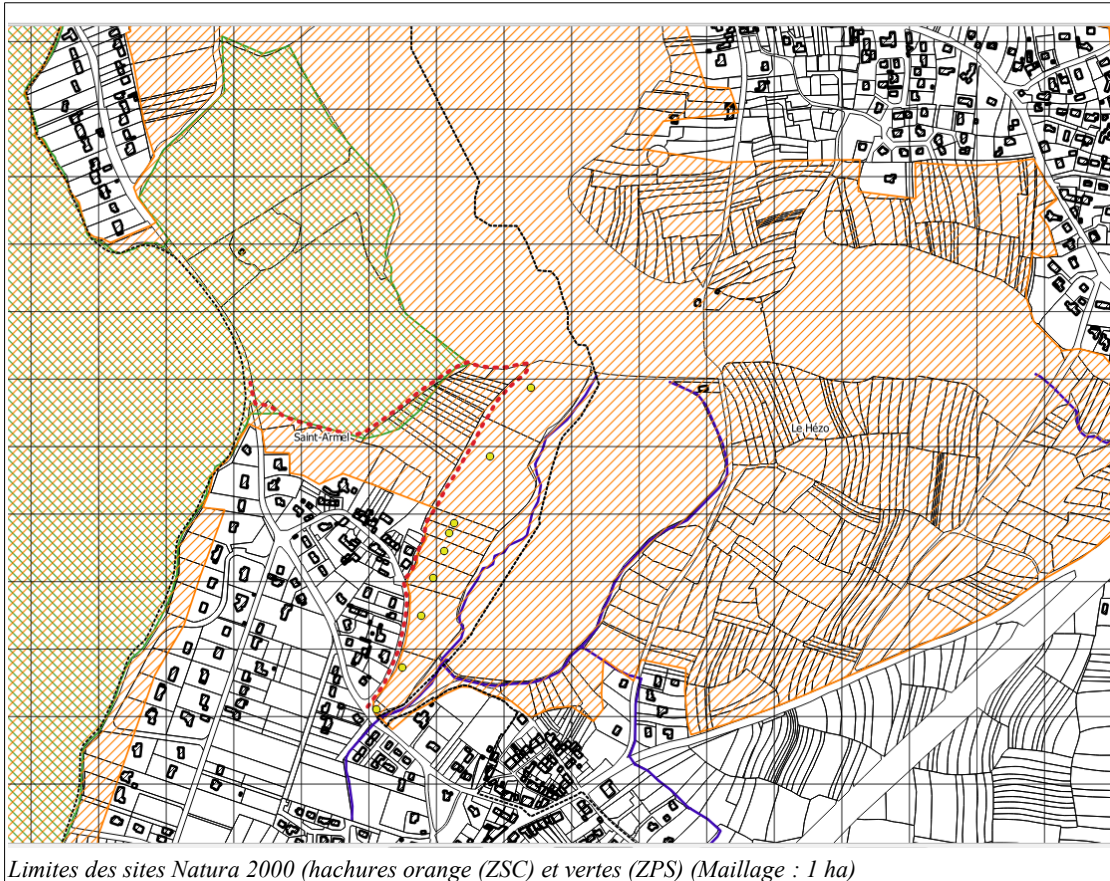 Saint-Armel
Le Hézo
Limites des sites Natura 2000 (hachures orange (ZSC) et vertes (ZPS) (Maillage : 1 ha)